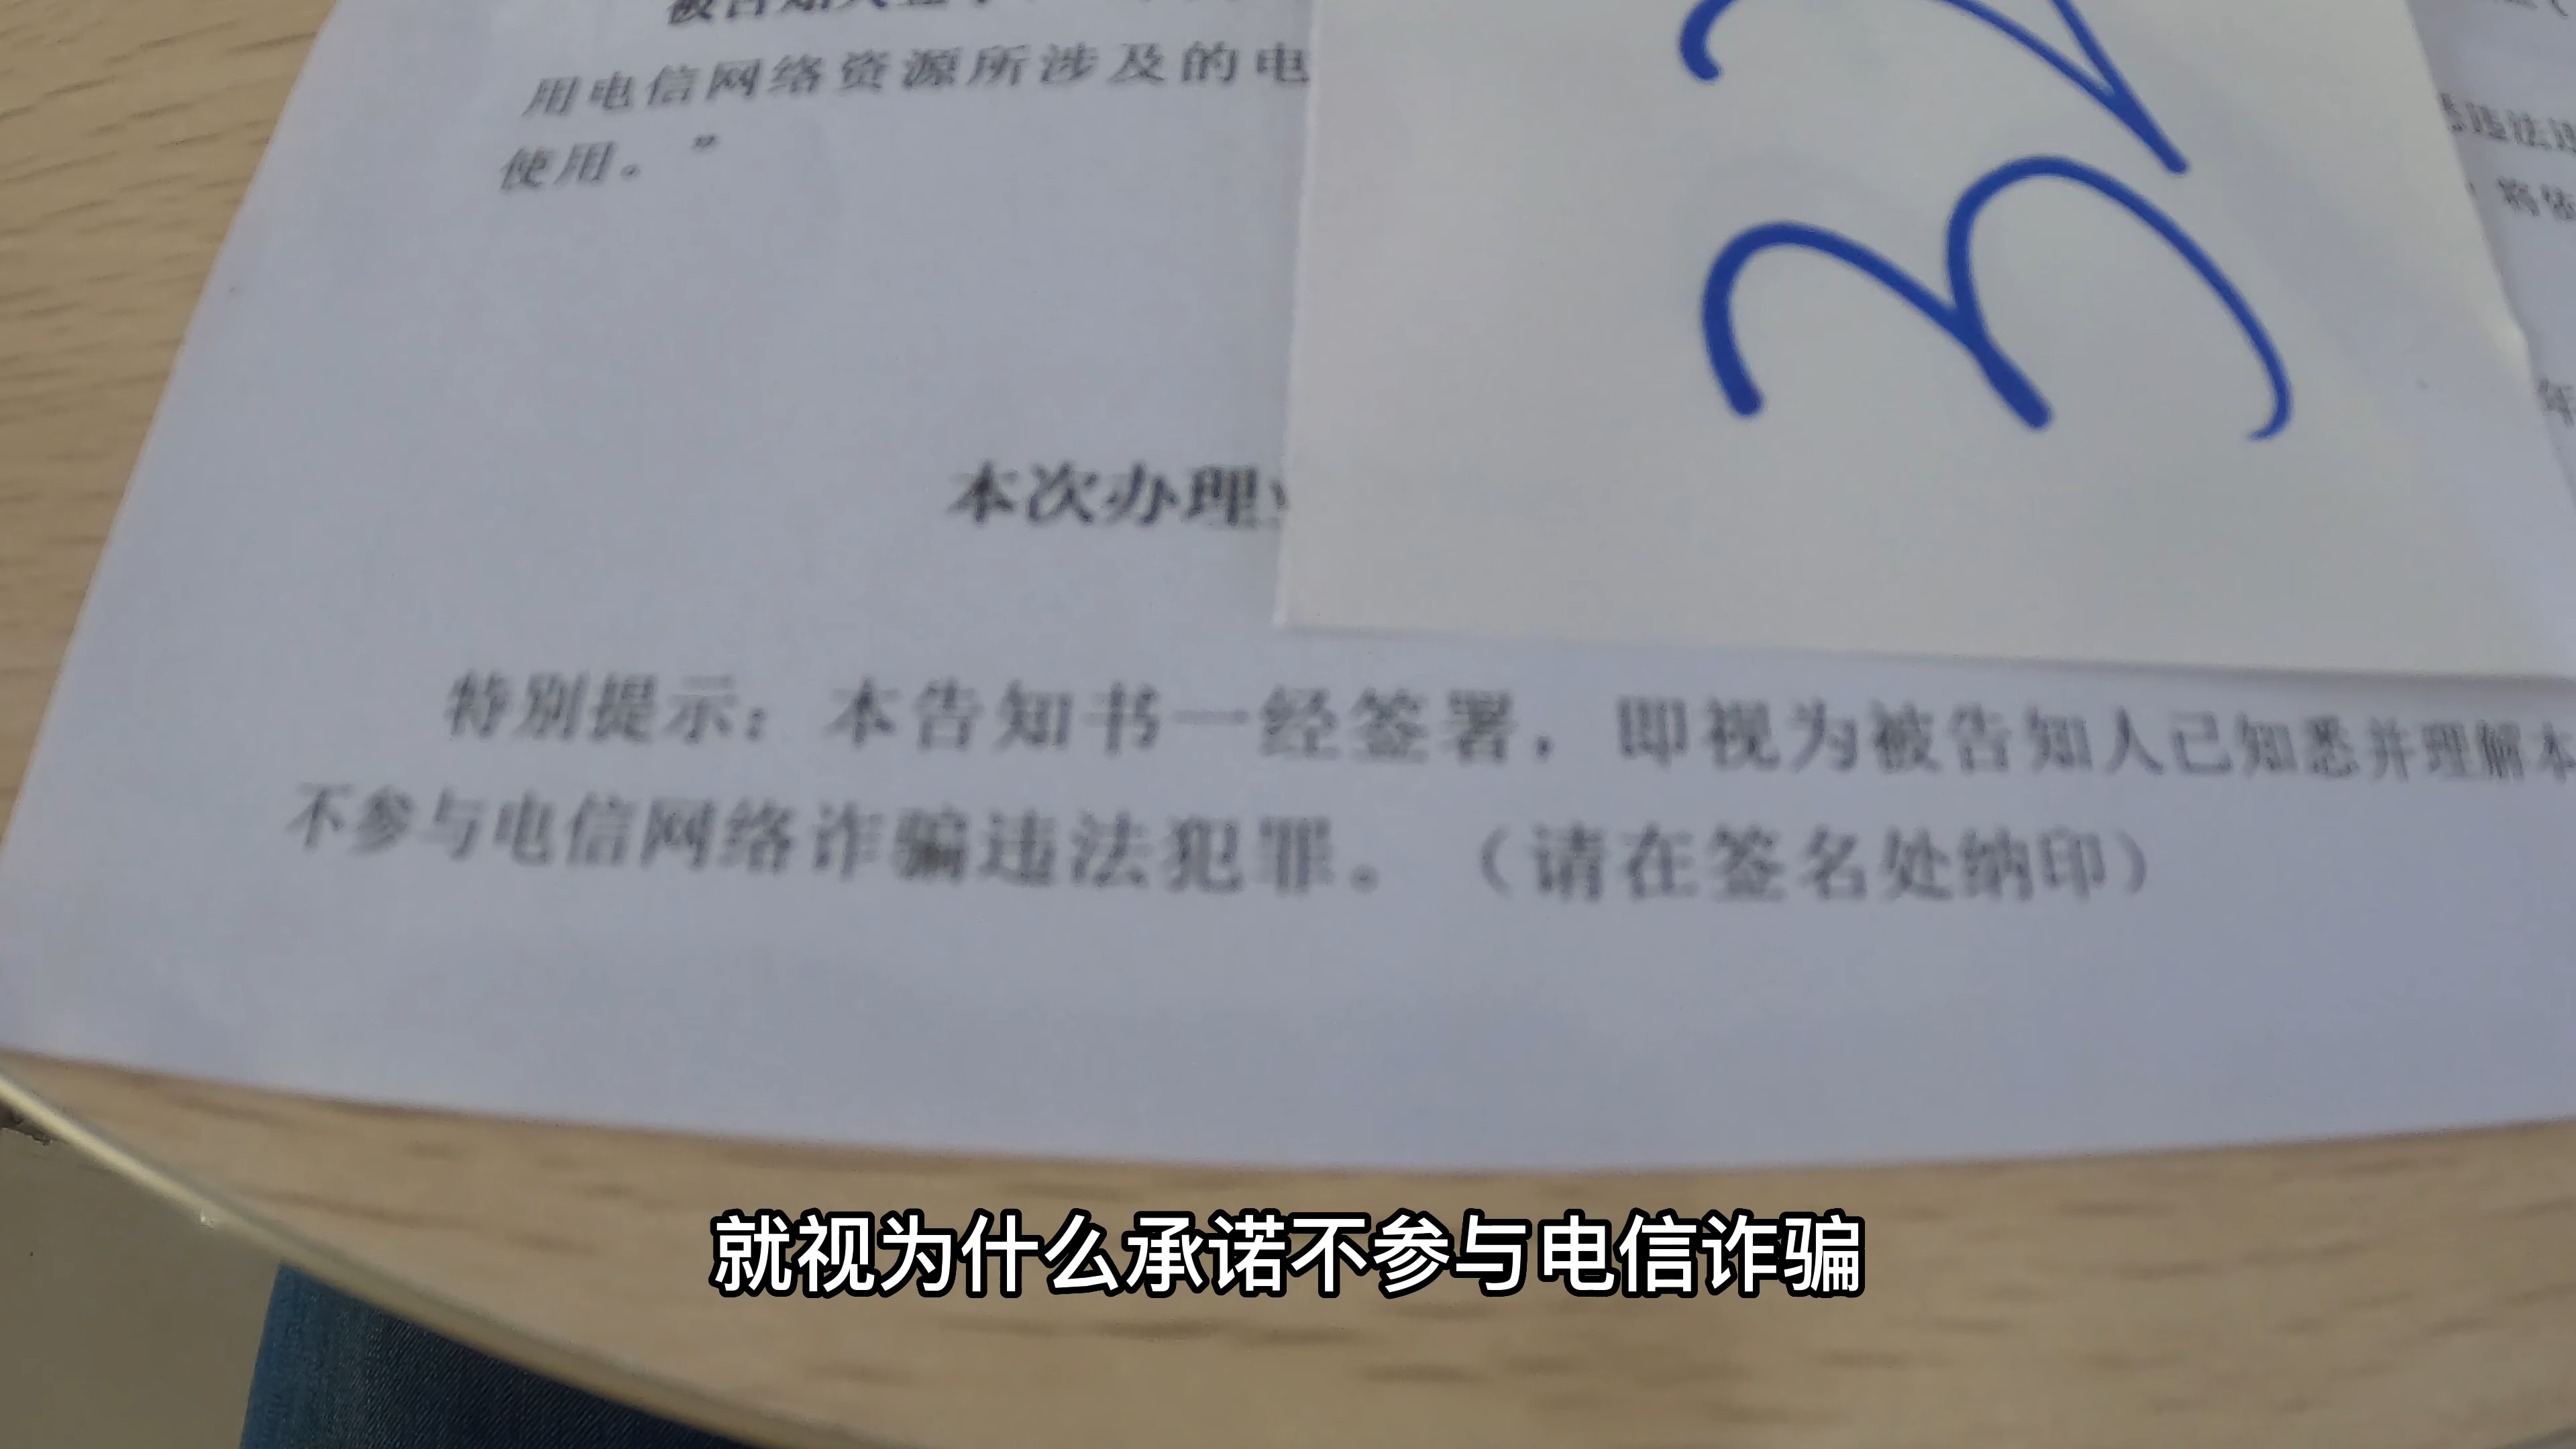 用电信网络资源所涉及的电
使用。”
本次办理
特别提示：本告知书一经签署，即视为被告知人已知悉并理解本
不参与电信网络诈骗违法犯罪。（请在签名处纳印）
就视为什么承诺不参与电信诈骗